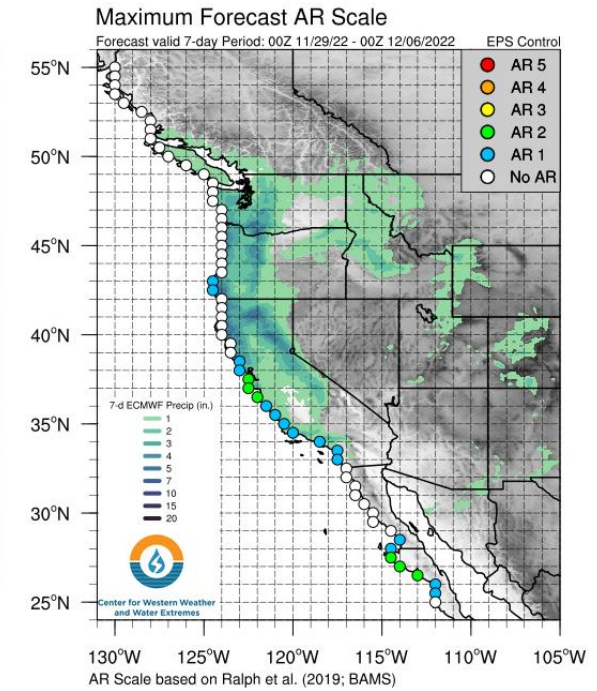 Maximum Forecast AR Scale
Forecast valid 7-day Period: 00Z 11/29/22 - 00Z 12/06/2022 EPS Control
AR 5
AR 4
AR 3
AR 2
AR 1
No AR
55°N
50°N
45°N
40°N
35°N
30°N
25°N
7-d ECMWF Precip (in.)
1
2
3
4
5
7
10
15
20
Center for Western Weather
and Water Extremes
130°W 125°W 120°W 115°W 110°W 105°W
AR Scale based on Ralph et al. (2019; BAMS)